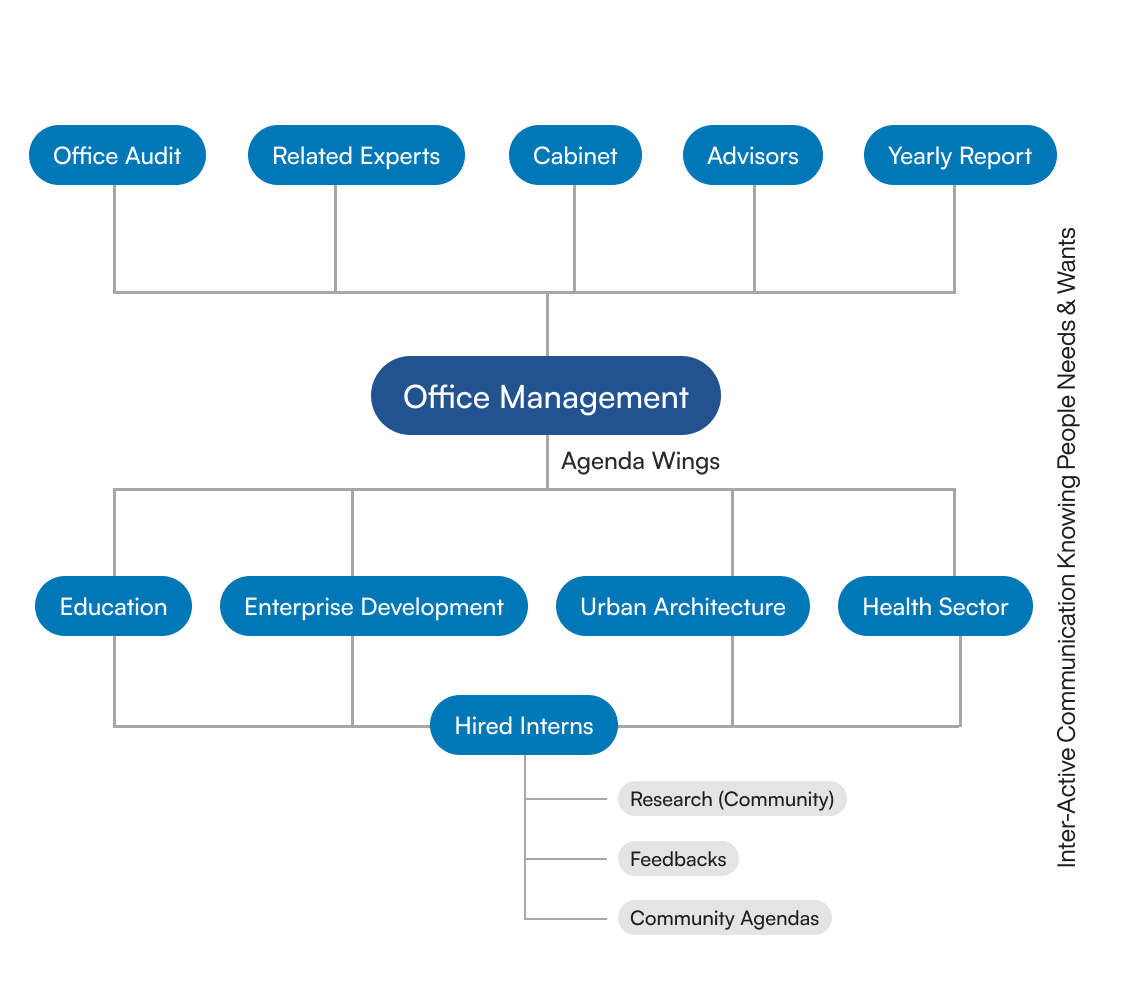 Office Audit
Related Experts
Cabinet
Advisors
Yearly Report
Office Management
Agenda Wings
Education
Enterprise Development
Urban Architecture
Health Sector
Hired Interns
Research (Community)
Feedbacks
Community Agendas
Inter-Active Communication Knowing People Needs & Wants